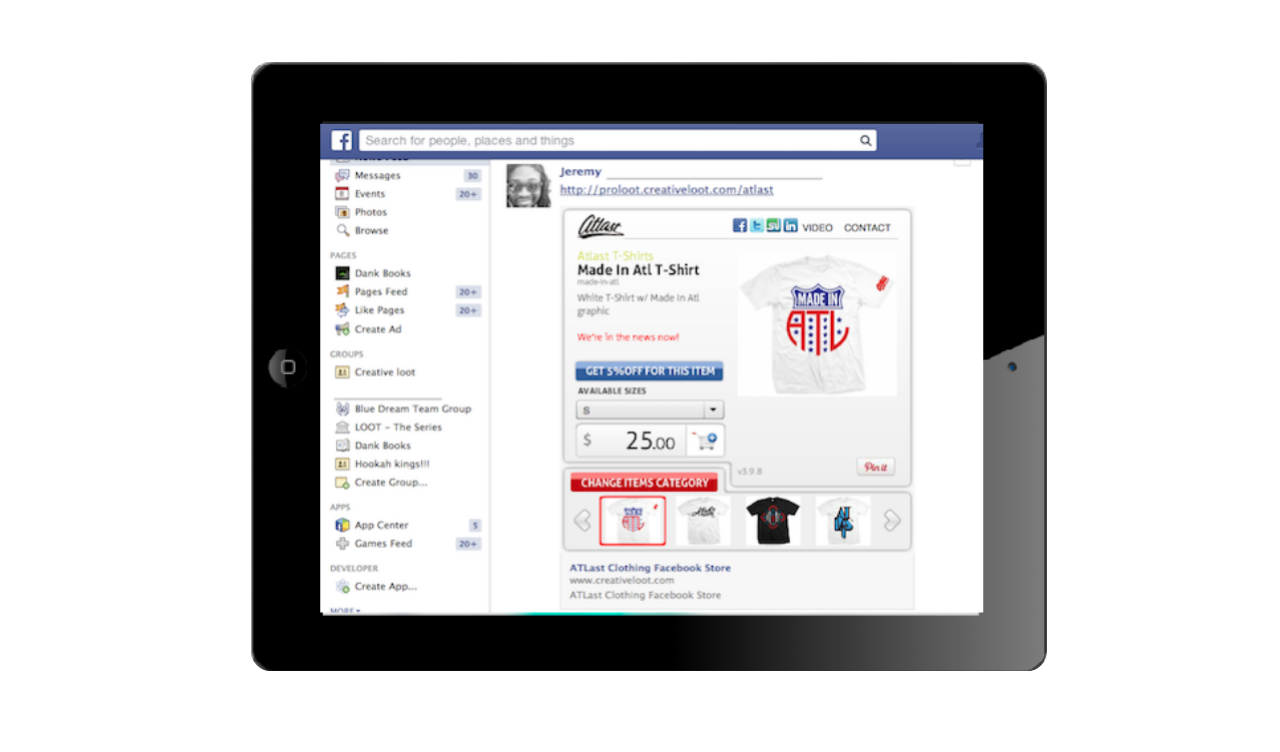 Search for people, places and things
Messages 30
Events 20+
Photos
Browse
PAGES
Dank Books
Pages Feed 20+
Like Pages 20+
Create Ad
GROUPS
Creative loot
Blue Dream Team Group
LOOT - The Series
Dank Books
Hookah kings!!!
Create Group...
APPS
App Center 5
Games Feed 20+
DEVELOPER
Create App...
MORE
Jeremy
http://proloot.creativeloot.com/atlast
Atlast
VIDEO CONTACT
Atlast T-Shirts
Made In Atl T-Shirt
made-in-atl
White T-Shirt w/ Made In Atl
graphic
We're in the news now!
GET 5%OFF FOR THIS ITEM
AVAILABLE SIZES
S
$ 25.00
MADE IN
ATL
v3.9.8
Pin it
CHANGE ITEMS CATEGORY
ATLast Clothing Facebook Store
www.creativeloot.com
ATLast Clothing Facebook Store